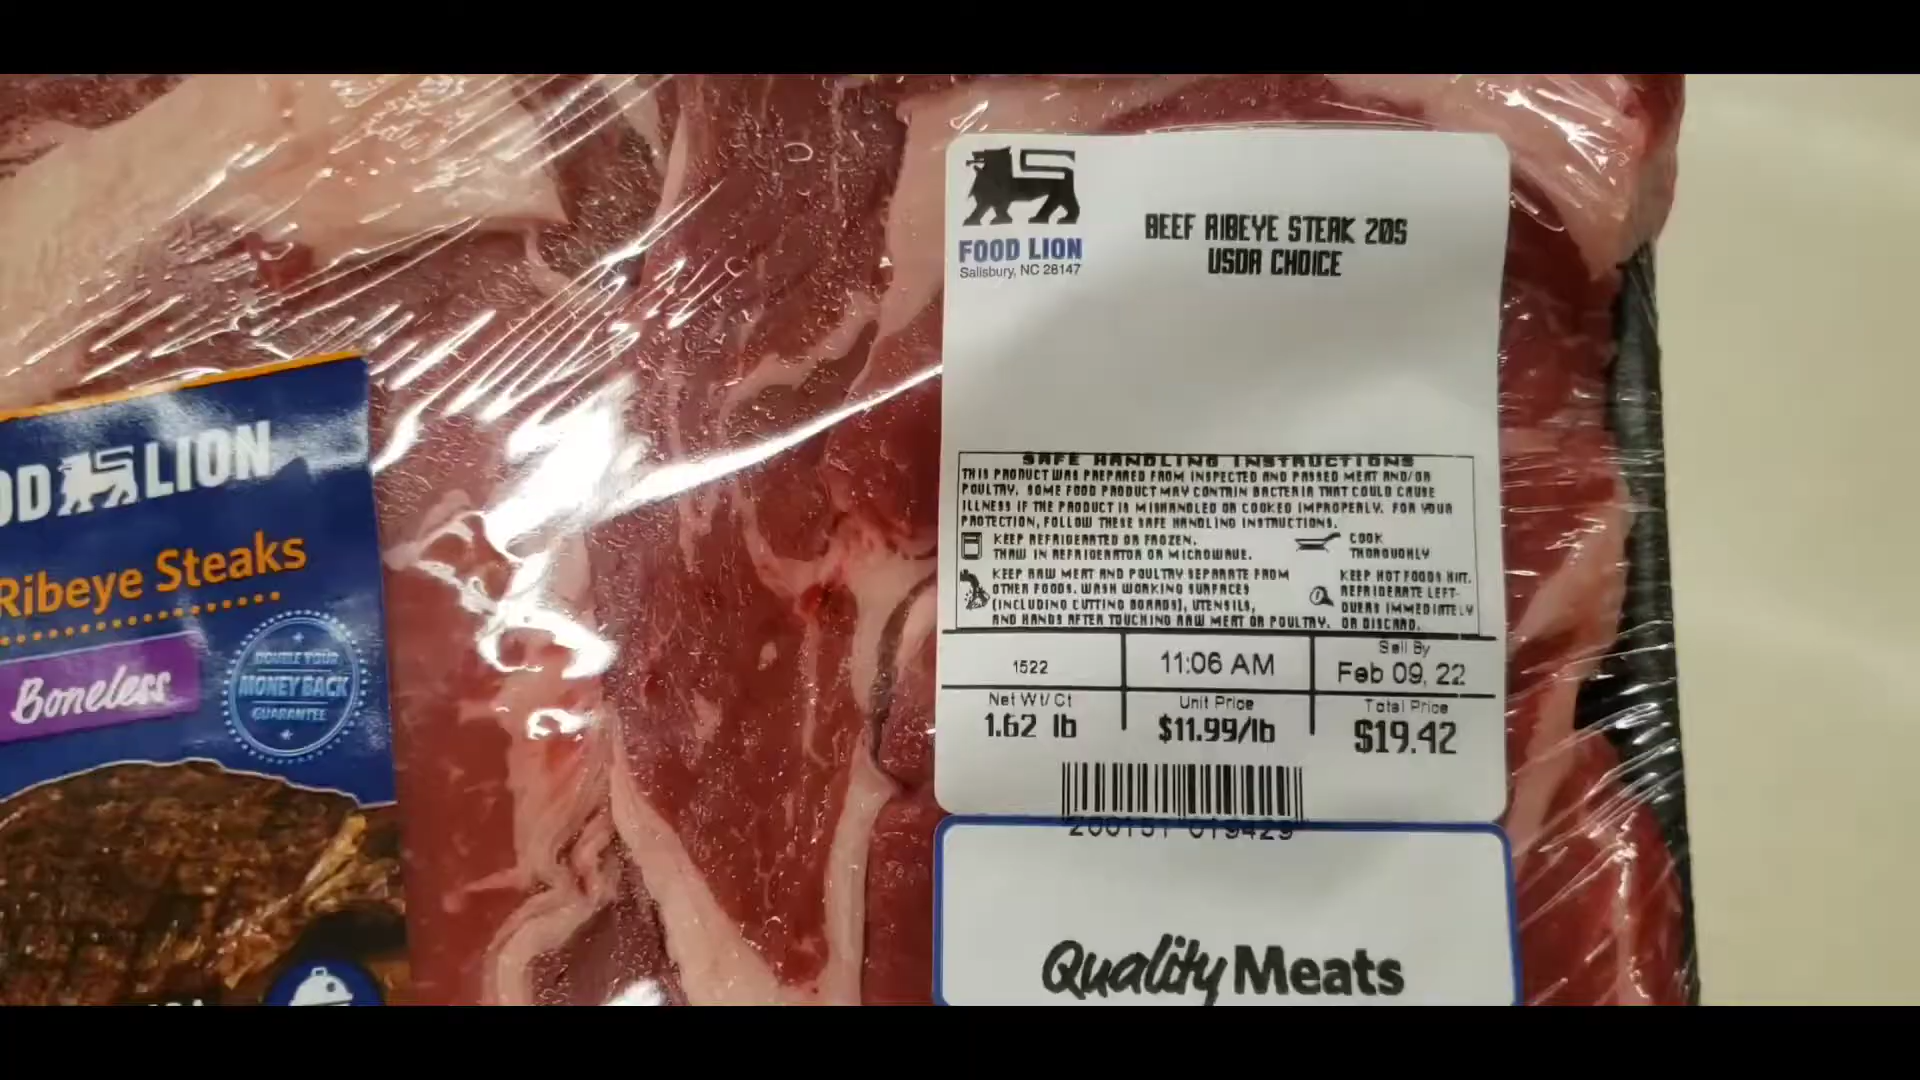 FOOD LION
Salisbury, NC 28147
BEEF RIBEYE STEAK 20S
USDA CHOICE
SAFE HANDLING INSTRUCTIONS
THIS PRODUCT WAS PREPARED FROM INSPECTED AND PASSED MEAT AND/OR
POULTRY. SOME FOOD PRODUCT MAY CONTAIN BACTERIA THAT COULD CAUSE
ILLNESS IF THE PRODUCT IS MISHANDLED OR COOKED IMPROPERLY. FOR YOUR
PROTECTION, FOLLOW THESE SAFE HANDLING INSTRUCTIONS.
KEEP REFRIGERATED OR FROZEN.
THAW IN REFRIGERATOR OR MICROWAVE.
COOK
THOROUGHLY
KEEP RAW MEAT AND POULTRY SEPARATE FROM
OTHER FOODS. WASH WORKING SURFACES
(INCLUDING CUTTING BOARDS), UTENSILS,
AND HANDS AFTER TOUCHING RAW MEAT OR POULTRY.
KEEP HOT FOODS HOT.
REFRIGERATE LEFT-
OVERS IMMEDIATELY
OR DISCARD.
1522
11:06 AM
Sell By
Feb 09, 22
Net Wt/Ct
1.62 lb
Unit Price
$11.99/lb
Total Price
$19.42
200151 019429
Quality Meats
OD LION
Ribeye Steaks
Boneless
DOUBLE YOUR
MONEY BACK
GUARANTEE